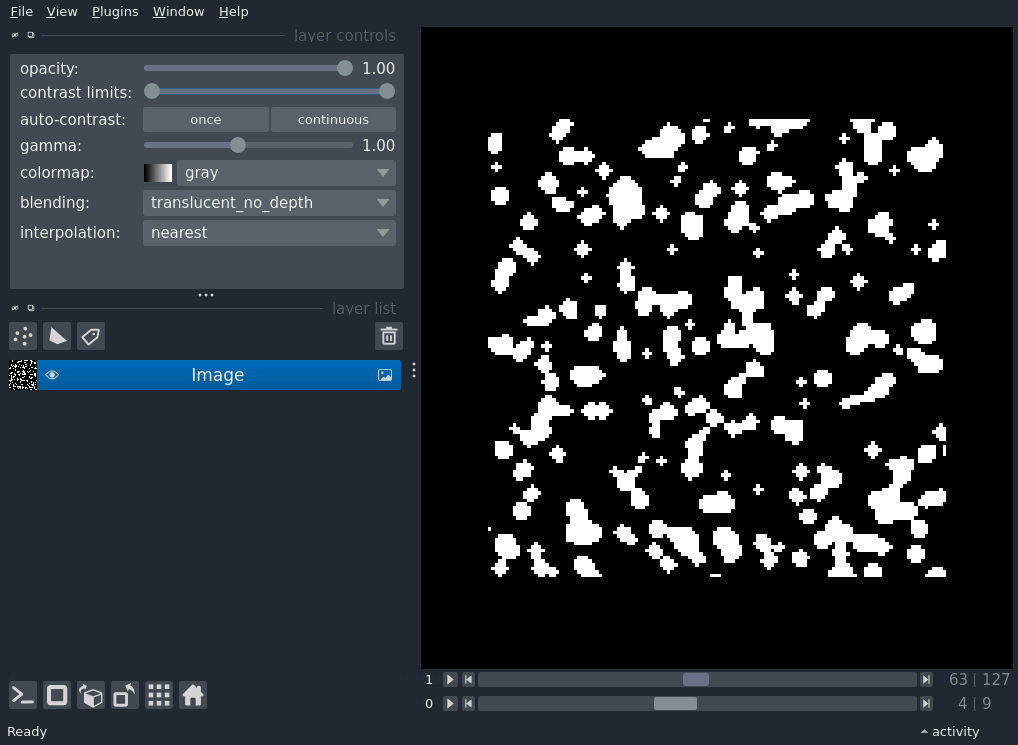 File View Plugins Window Help
layer controls
opacity: 1.00
contrast limits:
auto-contrast: once continuous
gamma: 1.00
colormap: gray
blending: translucent_no_depth
interpolation: nearest
layer list
Image
1 63 | 127
0 4 | 9
Ready activity